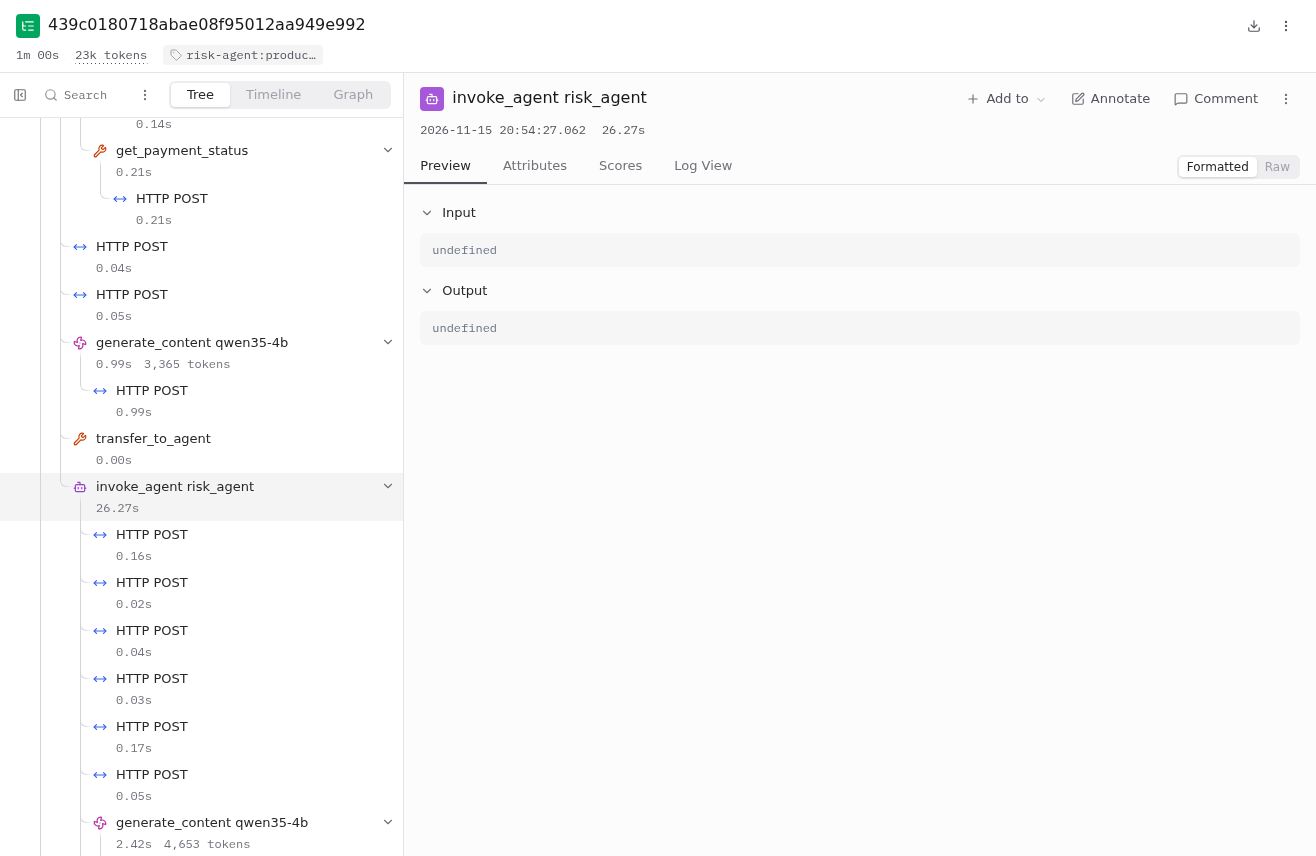 439c0180718abae08f95012aa949e992
1m 00s 23k tokens risk-agent:produc…
Search Tree Timeline Graph
0.14s
get_payment_status
0.21s
HTTP POST
0.21s
HTTP POST
0.04s
HTTP POST
0.05s
generate_content qwen35-4b
0.99s 3,365 tokens
HTTP POST
0.99s
transfer_to_agent
0.00s
invoke_agent risk_agent
26.27s
HTTP POST
0.16s
HTTP POST
0.02s
HTTP POST
0.04s
HTTP POST
0.03s
HTTP POST
0.17s
HTTP POST
0.05s
generate_content qwen35-4b
2.42s 4,653 tokens
invoke_agent risk_agent Add to Annotate Comment
2026-11-15 20:54:27.062 26.27s
Preview Attributes Scores Log View Formatted Raw
Input
undefined
Output
undefined